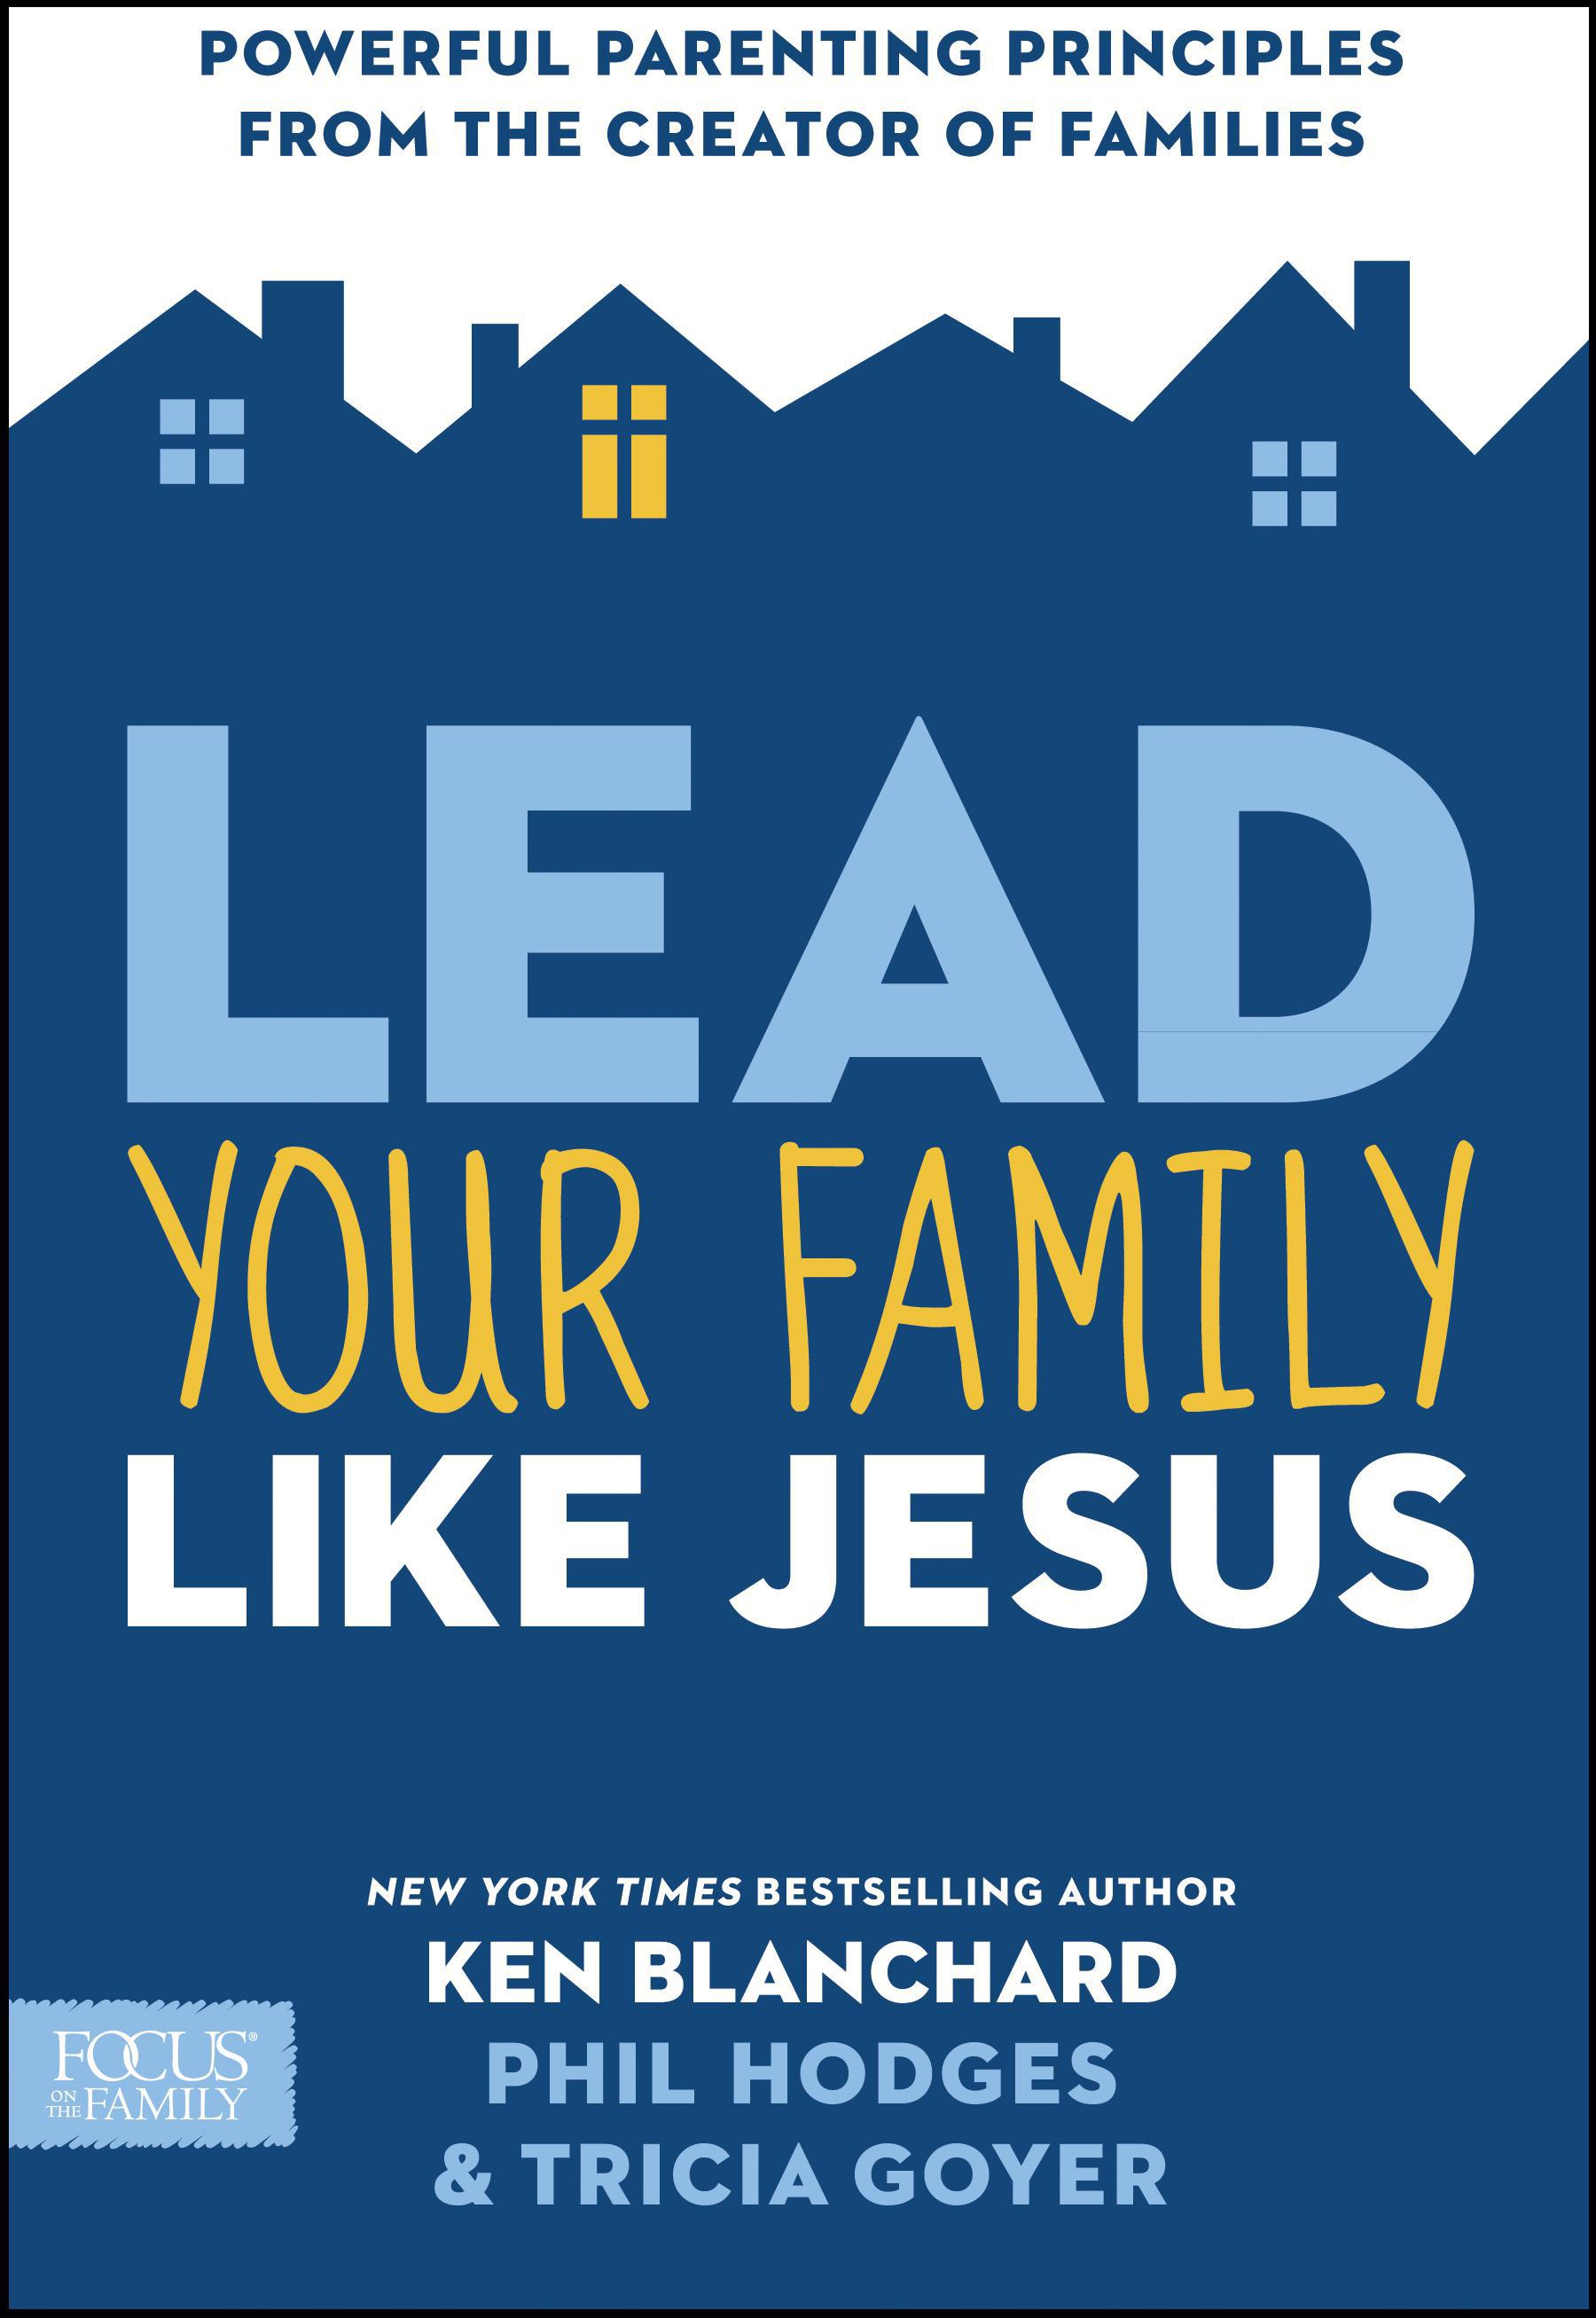 POWERFUL PARENTING PRINCIPLES
FROM THE CREATOR OF FAMILIES
LEAD
YOUR FAMILY
LIKE JESUS
NEW YORK TIMES BESTSELLING AUTHOR
KEN BLANCHARD
PHIL HODGES
& TRICIA GOYER
FOCUS®
ON THE FAMILY